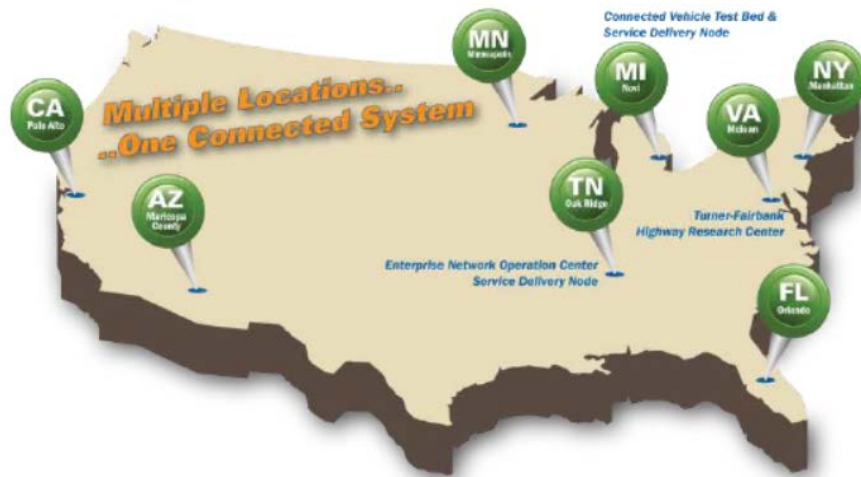 Connected Vehicle Test Bed &
Service Delivery Node
MN
Minneapolis
MI
Novi
NY
Manhattan
Multiple Locations..
..One Connected System
CA
Palo Alto
VA
Mclean
AZ
Maricopa
County
TN
Oak Ridge
Turner-Fairbank
Highway Research Center
Enterprise Network Operation Center
Service Delivery Node
FL
Orlando